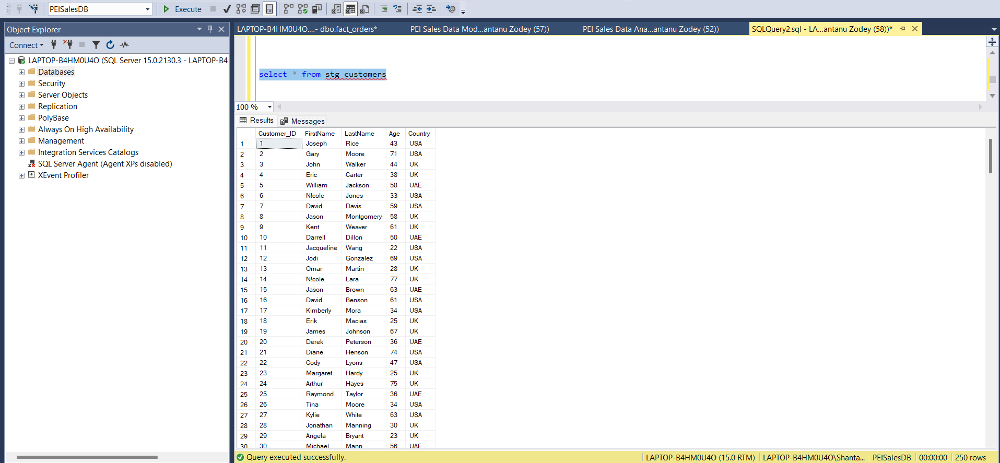 PEISalesDB
Execute
Object Explorer
Connect
LAPTOP-B4HM0U4O (SQL Server 15.0.2130.3 - LAPTOP-B4
Databases
Security
Server Objects
Replication
PolyBase
Always On High Availability
Management
Integration Services Catalogs
SQL Server Agent (Agent XPs disabled)
XEvent Profiler
LAPTOP-B4HM0U4O....- dbo.fact_orders*
PEI Sales Data Mod...antanu Zodey (57))
PEI Sales Data Ana...antanu Zodey (52))
SQLQuery2.sql - LA...antanu Zodey (58))*
select * from stg_customers
100 %
Results Messages
Customer_ID FirstName LastName Age Country
1 1 Joseph Rice 43 USA
2 2 Gary Moore 71 USA
3 3 John Walker 44 UK
4 4 Eric Carter 38 UK
5 5 William Jackson 58 UAE
6 6 N!cole Jones 33 USA
7 7 David Davis 59 USA
8 8 Jason Montgomery 58 UK
9 9 Kent Weaver 61 UK
10 10 Darrell Dillon 50 UAE
11 11 Jacqueline Wang 22 USA
12 12 Jodi Gonzalez 69 USA
13 13 Omar Martin 28 UK
14 14 N!cole Lara 77 UK
15 15 Jason Brown 63 UAE
16 16 David Benson 61 USA
17 17 Kimberly Mora 34 USA
18 18 Erik Macias 25 UK
19 19 James Johnson 67 UK
20 20 Derek Peterson 36 UAE
21 21 Diane Henson 74 USA
22 22 Cody Lyons 47 USA
23 23 Margaret Hardy 25 UK
24 24 Arthur Hayes 75 UK
25 25 Raymond Taylor 36 UAE
26 26 Tina Moore 34 USA
27 27 Kylie White 63 USA
28 28 Jonathan Manning 30 UK
29 29 Angela Bryant 23 UK
30 30 Michael Mann 56 UAE
Query executed successfully.
LAPTOP-B4HM0U4O (15.0 RTM)
LAPTOP-B4HM0U4O\Shanta...
PEISalesDB
00:00:00
250 rows